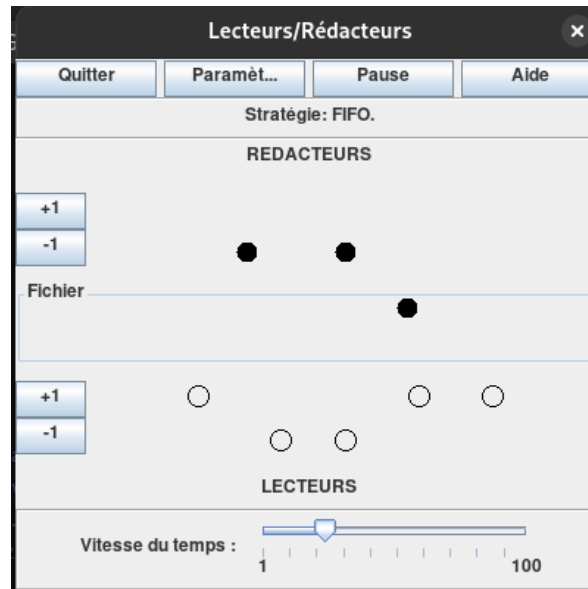 Lecteurs/Rédacteurs
Quitter Paramèt... Pause Aide
Stratégie: FIFO.
REDACTEURS
+1
-1
Fichier
+1
-1
LECTEURS
Vitesse du temps :
1 100